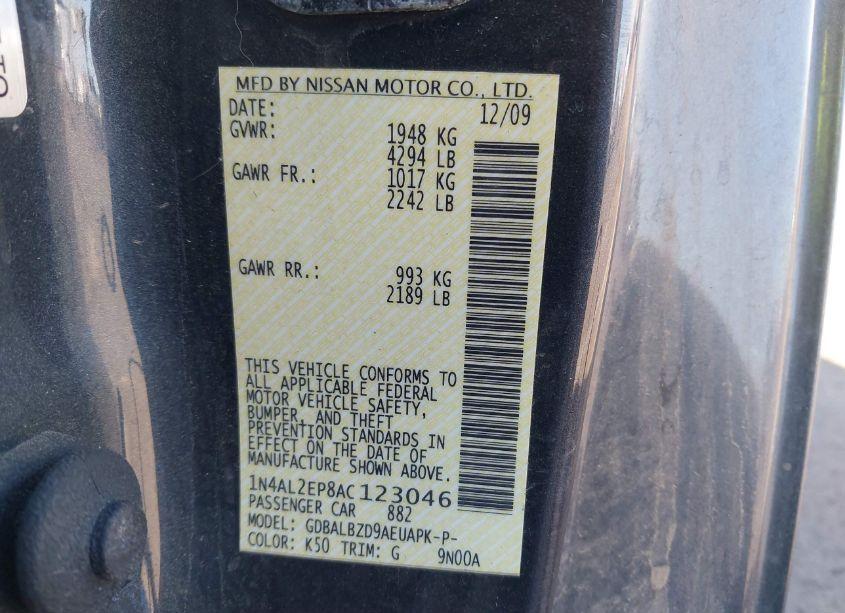 MFD BY NISSAN MOTOR CO., LTD.
DATE: 12/09
GVWR: 1948 KG
4294 LB
GAWR FR.: 1017 KG
2242 LB
GAWR RR.: 993 KG
2189 LB
THIS VEHICLE CONFORMS TO
ALL APPLICABLE FEDERAL
MOTOR VEHICLE SAFETY,
BUMPER, AND THEFT
PREVENTION STANDARDS IN
EFFECT ON THE DATE OF
MANUFACTURE SHOWN ABOVE.
1N4AL2EP8AC123046
PASSENGER CAR 882
MODEL: GDBALBZD9AEUAPK-P-
COLOR: K50 TRIM: G 9N00A